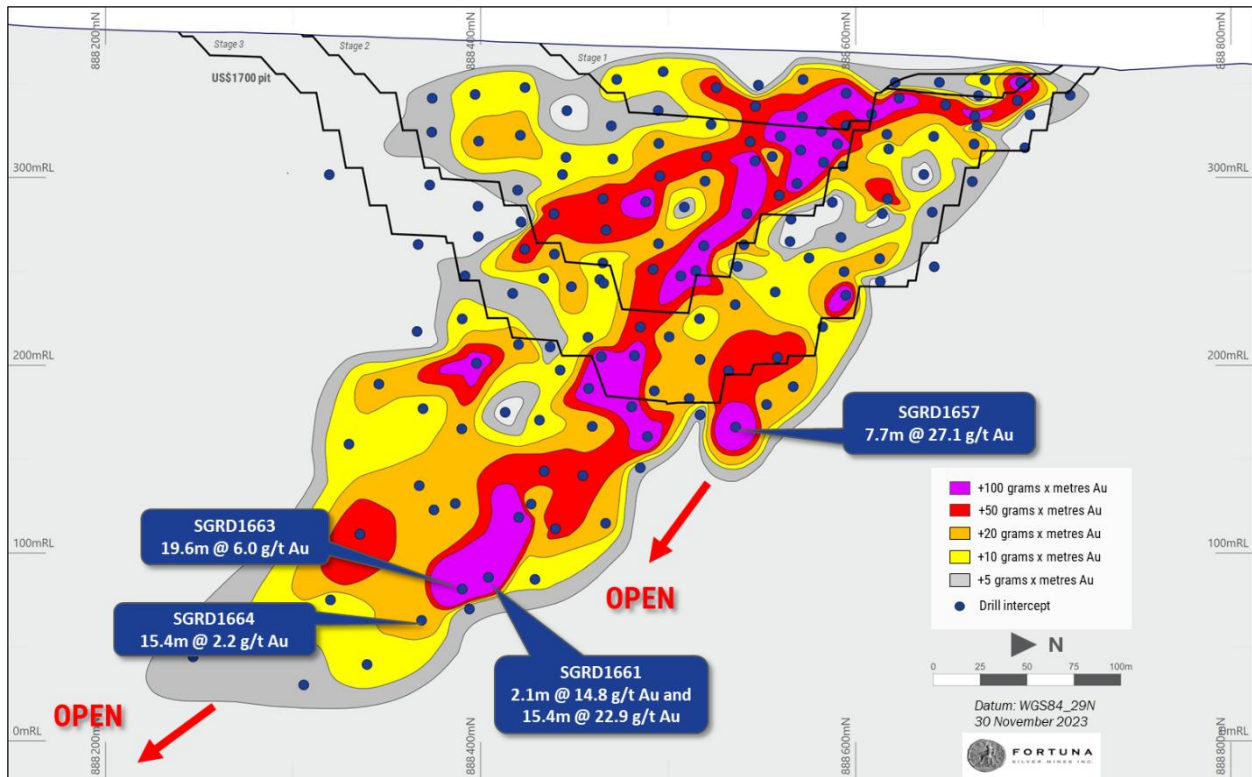 888200mN
888400mN
888600mN
888800mN
Stage 3
Stage 2
Stage 1
US$1700 pit
300mRL
300mRL
200mRL
200mRL
SGRD1657
7.7m @ 27.1 g/t Au
+100 grams x metres Au
+50 grams x metres Au
+20 grams x metres Au
+10 grams x metres Au
+5 grams x metres Au
Drill intercept
SGRD1663
19.6m @ 6.0 g/t Au
100mRL
100mRL
OPEN
SGRD1664
15.4m @ 2.2 g/t Au
N
SGRD1661
2.1m @ 14.8 g/t Au and
15.4m @ 22.9 g/t Au
0 25 50 75 100m
Datum: WGS84_29N
30 November 2023
OPEN
0mRL
0mRL
FORTUNA
SILVER MINES INC.
888200mN
888400mN
888600mN
888800mN